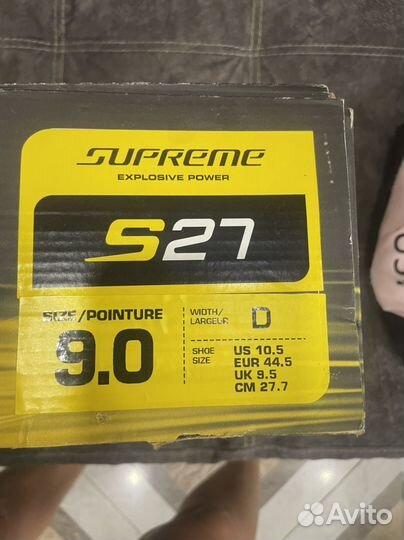 SUPREME
EXPLOSIVE POWER
S27
SIZE/POINTURE
9.0
WIDTH/
LARGEUR
D
SHOE
SIZE
US 10.5
EUR 44.5
UK 9.5
CM 27.7
Avito